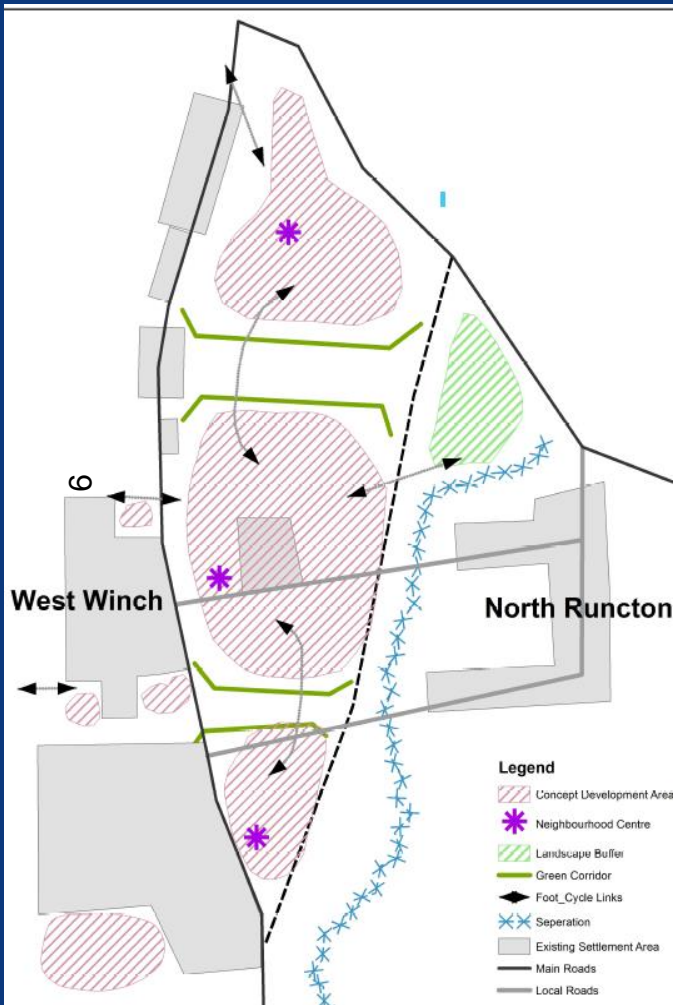 6
West Winch
North Runcton
Legend
Concept Development Area
Neighbourhood Centre
Landscape Buffer
Green Corridor
Foot_Cycle Links
Seperation
Existing Settlement Area
Main Roads
Local Roads